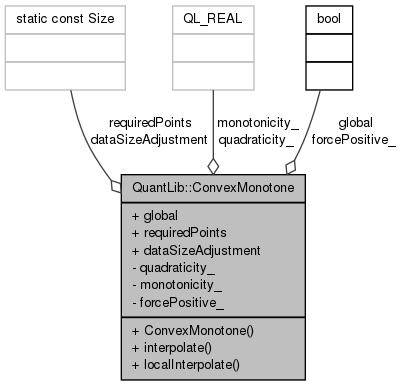 static const Size
QL_REAL
bool
requiredPoints
dataSizeAdjustment
monotonicity_
quadraticity_
global
forcePositive_
QuantLib::ConvexMonotone
+ global
+ requiredPoints
+ dataSizeAdjustment
- quadraticity_
- monotonicity_
- forcePositive_
+ ConvexMonotone()
+ interpolate()
+ localInterpolate()